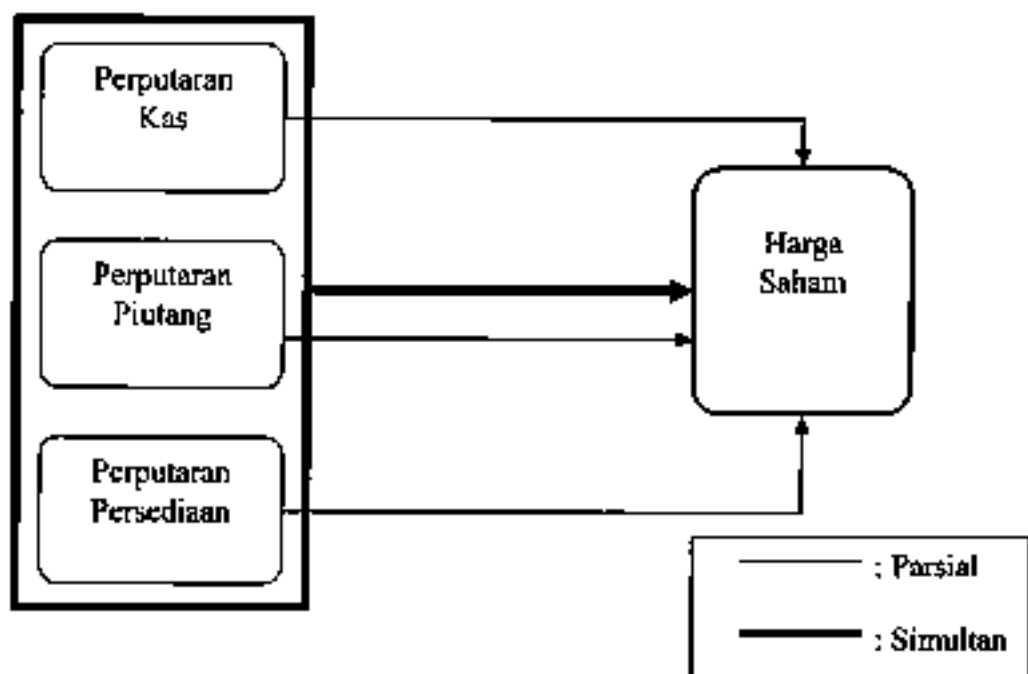 Perputaran
Kas
Perputaran
Piutang
Perputaran
Persediaan
Harga
Saham
: Parsial
: Simultan